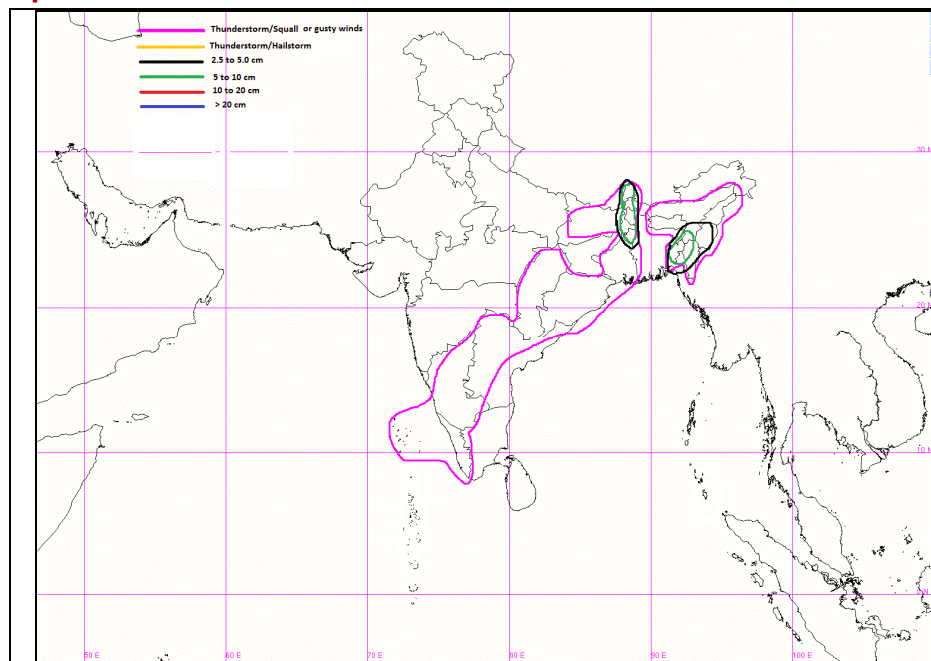 Thunderstorm/Squall or gusty winds
Thunderstorm/Hailstorm
2.5 to 5.0 cm
5 to 10 cm
10 to 20 cm
> 20 cm
30 N
20 N
10 N
0 N
50 E
60 E
70 E
80 E
90 E
100 E